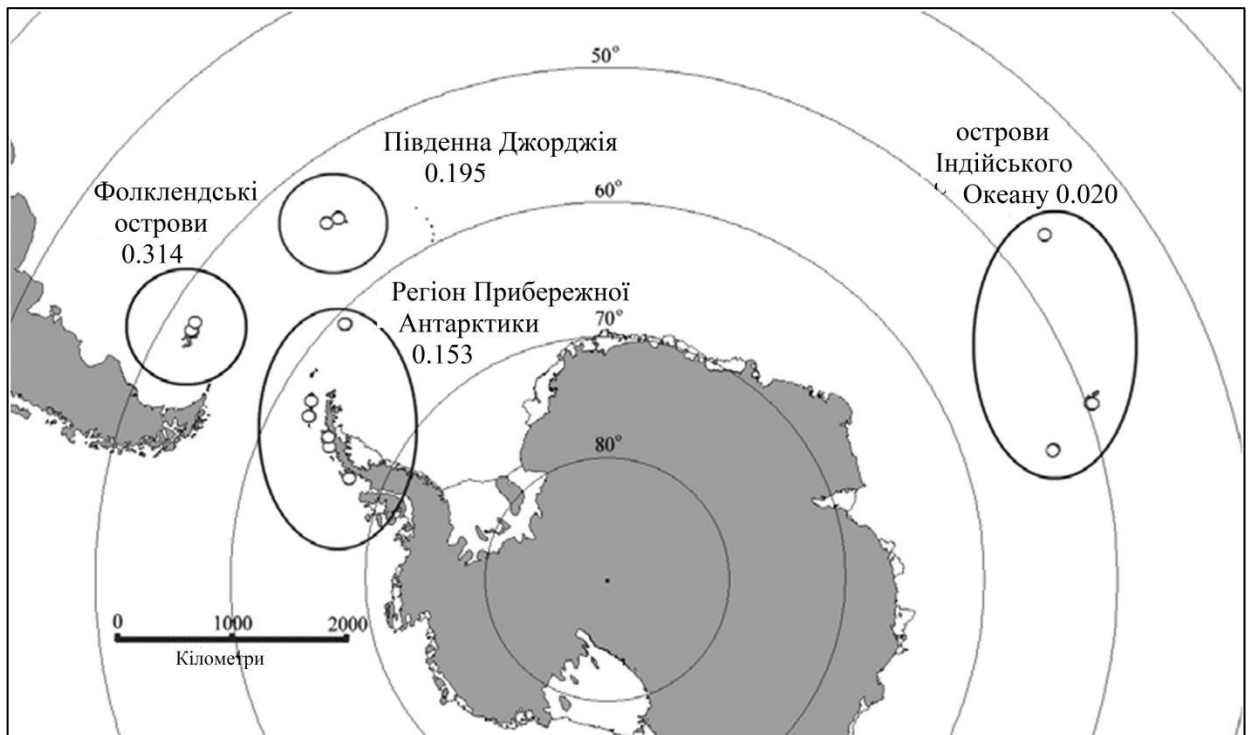 50°
Південна Джорджія
0.195
острови
Індійського
Океану 0.020
Фолклендські
острови
0.314
60°
Регіон Прибережної
Антарктики
0.153
70°
80°
0 1000 2000
Кілометри